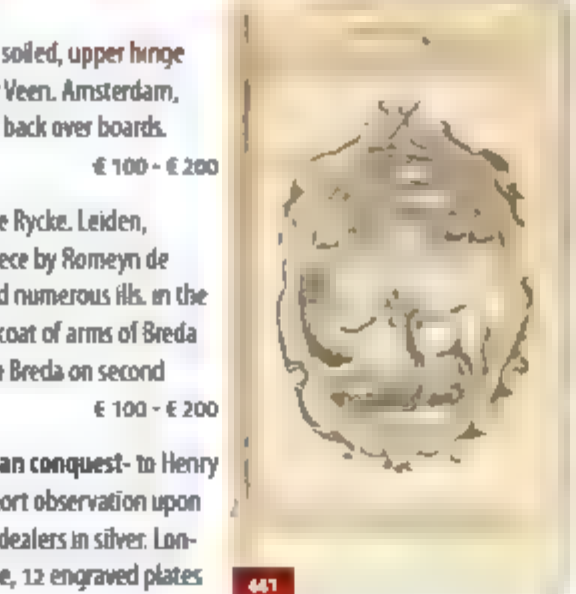 soiled, upper hinge
Veen. Amsterdam,
back over boards.
€ 100 - € 200
e Rycke. Leiden,
ece by Romeyn de
d numerous ills. in the
coat of arms of Breda
Breda on second
€ 100 - € 200
an conquest- to Henry
ort observation upon
dealers in silver. Lon-
e, 12 engraved plates
441